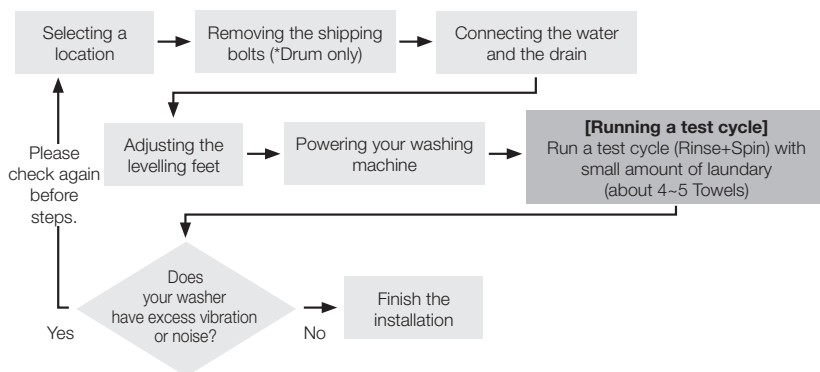 Selecting a
location
Removing the shipping
bolts (*Drum only)
Connecting the water
and the drain
Adjusting the
levelling feet
Powering your washing
machine
[Running a test cycle]
Run a test cycle (Rinse+Spin) with
small amount of laundary
(about 4~5 Towels)
Please
check again
before
steps.
Does
your washer
have excess vibration
or noise?
Yes
No
Finish the
installation